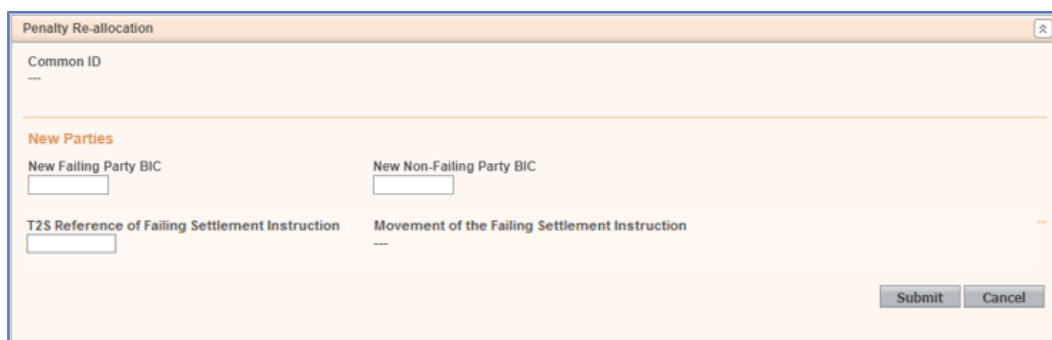 Penalty Re-allocation
Common ID
---
New Parties
New Failing Party BIC New Non-Failing Party BIC
T2S Reference of Failing Settlement Instruction Movement of the Failing Settlement Instruction
---
Submit Cancel